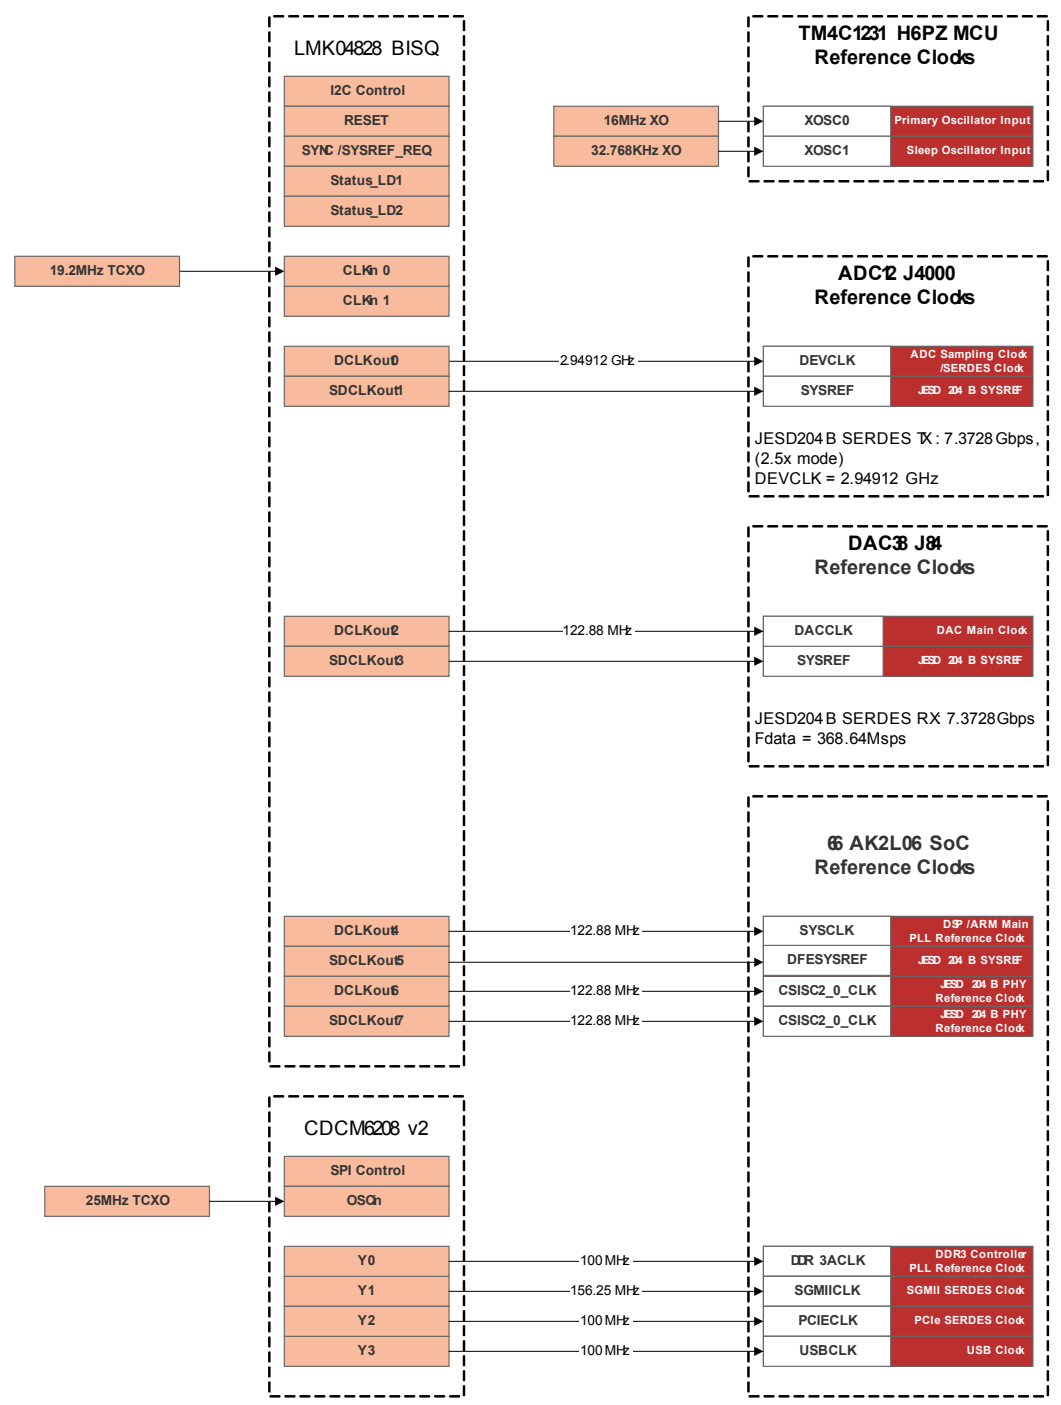 LMK04828 BISQ
I2C Control
RESET
SYNC /SYSREF_REQ
Status_LD1
Status_LD2
19.2MHz TCXO
CLKin 0
CLKin 1
DCLKout0
SDCLKout1
DCLKout2
SDCLKout3
DCLKout4
SDCLKout5
DCLKout6
SDCLKout7
TM4C1231 H6PZ MCU
Reference Clocks
16MHz XO
XOSC0
Primary Oscillator Input
32.768KHz XO
XOSC1
Sleep Oscillator Input
ADC12 J4000
Reference Clocks
2.94912 GHz
DEVCLK
ADC Sampling Clock
/SERDES Clock
SYSREF
JESD 204 B SYSREF
JESD204 B SERDES TX : 7.3728 Gbps,
(2.5x mode)
DEVCLK = 2.94912 GHz
DAC38 J84
Reference Clocks
122.88 MHz
DACCLK
DAC Main Clock
SYSREF
JESD 204 B SYSREF
JESD204 B SERDES RX: 7.3728Gbps
Fdata = 368.64Msps
66 AK2L06 SoC
Reference Clocks
122.88 MHz
SYSCLK
DSP /ARM Main
PLL Reference Clock
DFESYSREF
JESD 204 B SYSREF
122.88 MHz
CSISC2_0_CLK
JESD 204 B PHY
Reference Clock
122.88 MHz
CSISC2_0_CLK
JESD 204 B PHY
Reference Clock
CDCM6208 v2
SPI Control
25MHz TCXO
OSCin
Y0
100 MHz
DDR 3ACLK
DDR3 Controller
PLL Reference Clock
Y1
156.25 MHz
SGMIICLK
SGMII SERDES Clock
Y2
100 MHz
PCIECLK
PCIe SERDES Clock
Y3
100 MHz
USBCLK
USB Clock